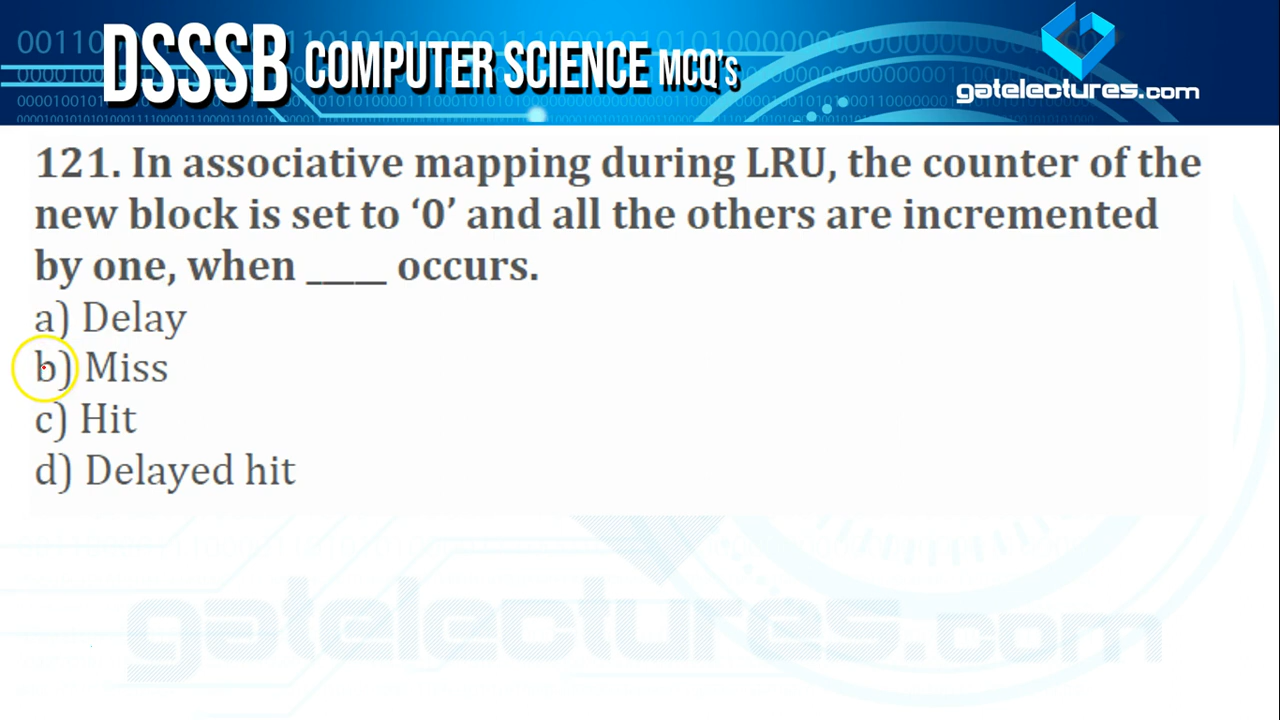 DSSSB COMPUTER SCIENCE MCQ's
gatelectures.com
121. In associative mapping during LRU, the counter of the
new block is set to ‘0’ and all the others are incremented
by one, when _____ occurs.
a) Delay
b) Miss
c) Hit
d) Delayed hit
gatelectures.com